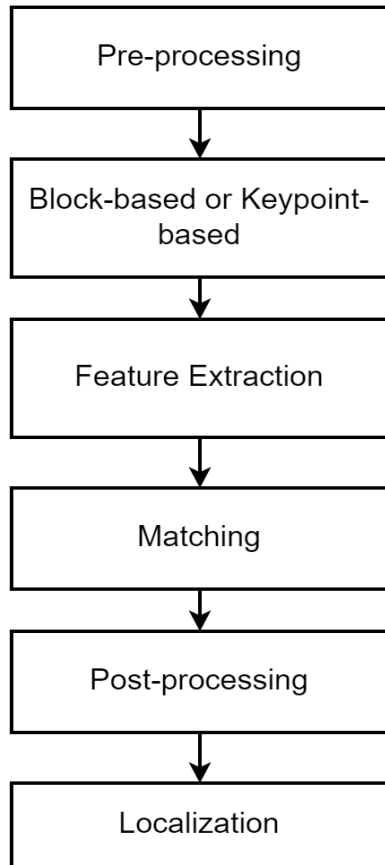 Pre-processing
Block-based or Keypoint-
based
Feature Extraction
Matching
Post-processing
Localization